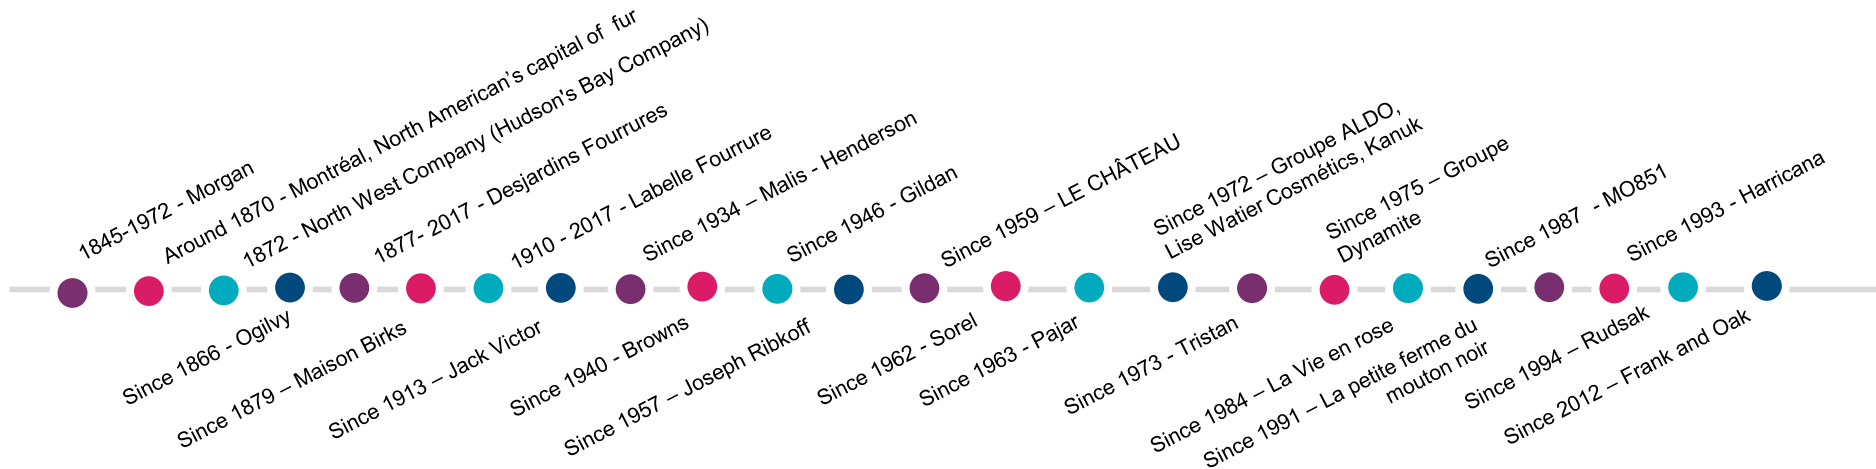 1845-1972 - Morgan
Around 1870 - Montréal, North American’s capital of  fur
1872 - North West Company (Hudson's Bay Company)
1877- 2017 - Desjardins Fourrures
1910 - 2017 - Labelle Fourrure
Since 1934 – Malis - Henderson
Since 1946 - Gildan
Since 1959 – LE CHÂTEAU
Since 1972 – Groupe ALDO,
Lise Watier Cosmétics, Kanuk
Since 1975 – Groupe
Dynamite
Since 1987  - MO851
Since 1993 - Harricana
Since 1866 - Ogilvy
Since 1879 – Maison Birks
Since 1913 – Jack Victor
Since 1940 - Browns
Since 1957 – Joseph Ribkoff
Since 1962 - Sorel
Since 1963 - Pajar
Since 1973 - Tristan
Since 1984 – La Vie en rose
Since 1991 – La petite ferme du
mouton noir
Since 1994 – Rudsak
Since 2012 – Frank and Oak